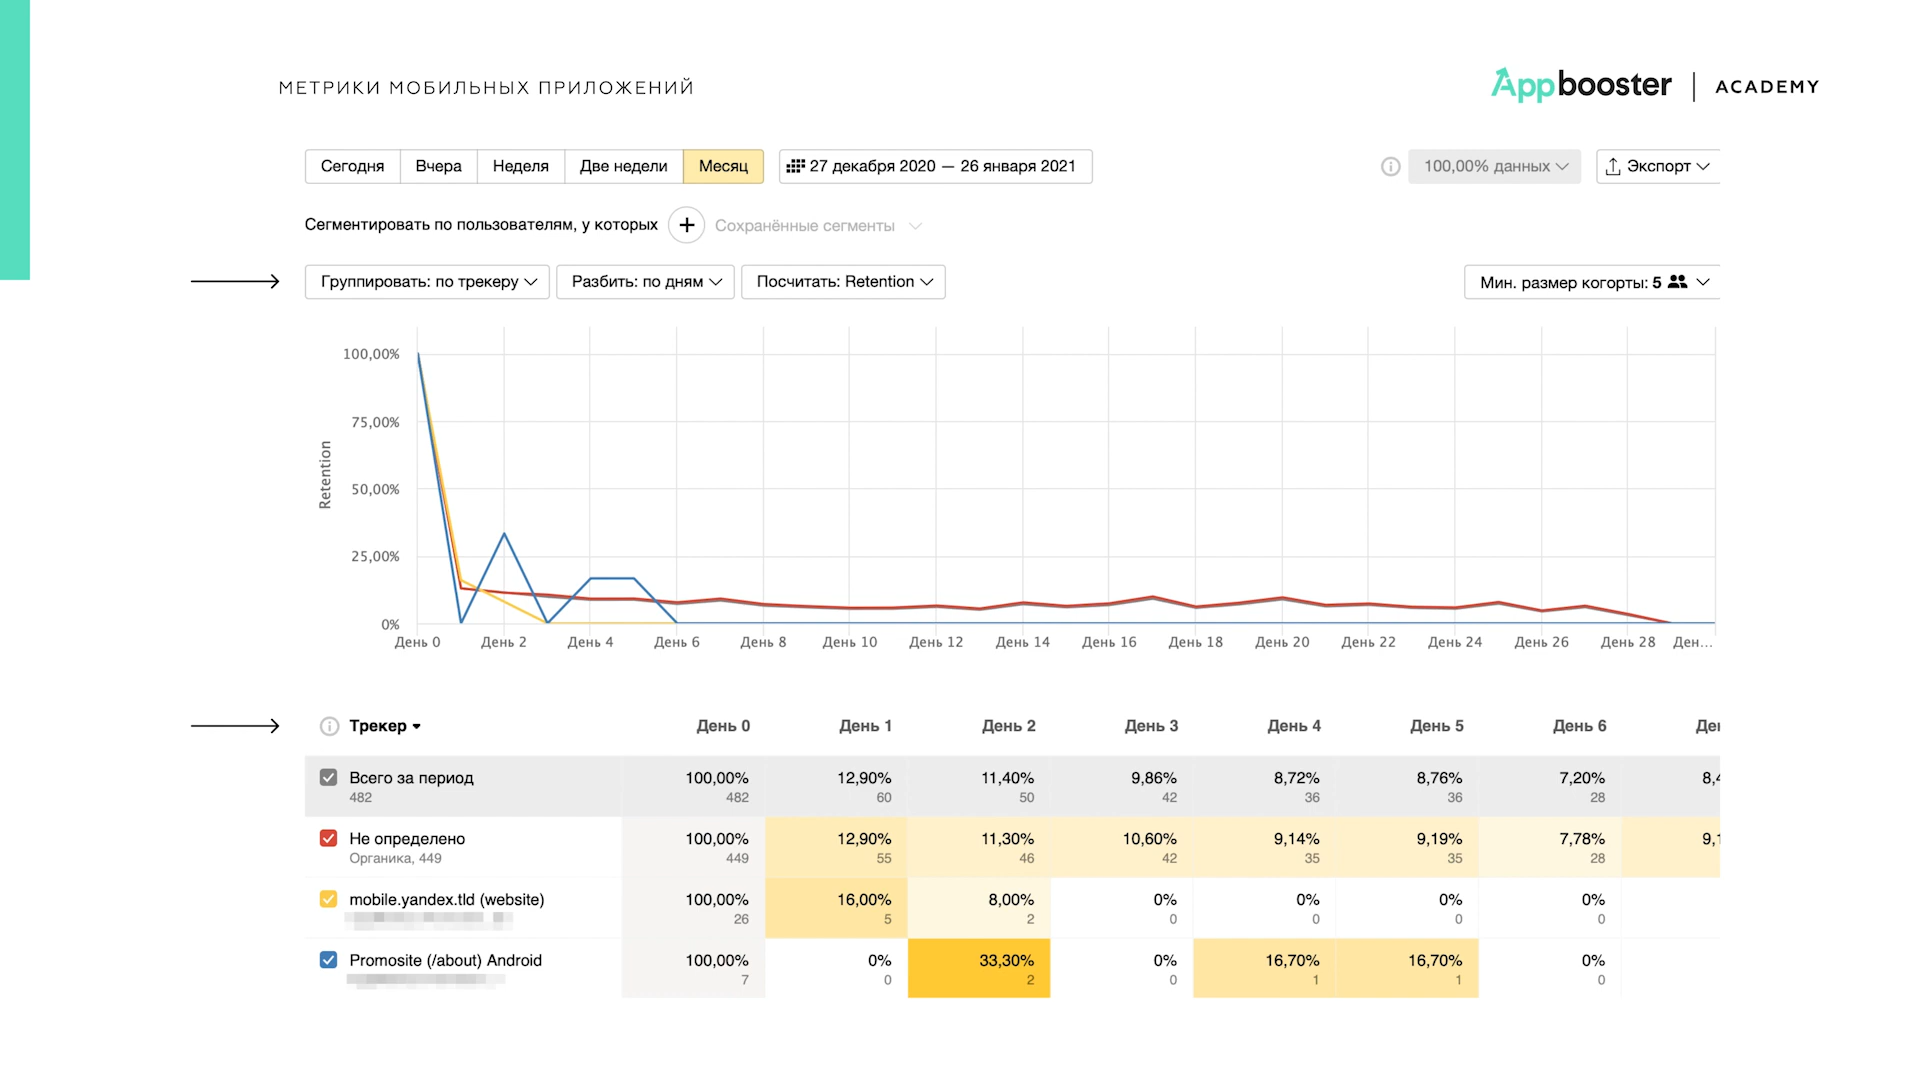 МЕТРИКИ МОБИЛЬНЫХ ПРИЛОЖЕНИЙ
Appbooster | ACADEMY
Сегодня Вчера Неделя Две недели Месяц 27 декабря 2020 — 26 января 2021 100,00% данных Экспорт
Сегментировать по пользователям, у которых + Сохранённые сегменты
Группировать: по трекеру Разбить: по дням Посчитать: Retention Мин. размер когорты: 5
Retention
100,00%
75,00%
50,00%
25,00%
0%
День 0 День 2 День 4 День 6 День 8 День 10 День 12 День 14 День 16 День 18 День 20 День 22 День 24 День 26 День 28 Ден...
Трекер День 0 День 1 День 2 День 3 День 4 День 5 День 6
Всего за период 100,00% 12,90% 11,40% 9,86% 8,72% 8,76% 7,20%
482 482 60 50 42 36 36 28
Не определено 100,00% 12,90% 11,30% 10,60% 9,14% 9,19% 7,78%
Органика, 449 449 55 46 42 35 35 28
mobile.yandex.tld (website) 100,00% 16,00% 8,00% 0% 0% 0% 0%
26 5 2 0 0 0 0
Promosite (/about) Android 100,00% 0% 33,30% 0% 16,70% 16,70% 0%
7 0 2 0 1 1 0